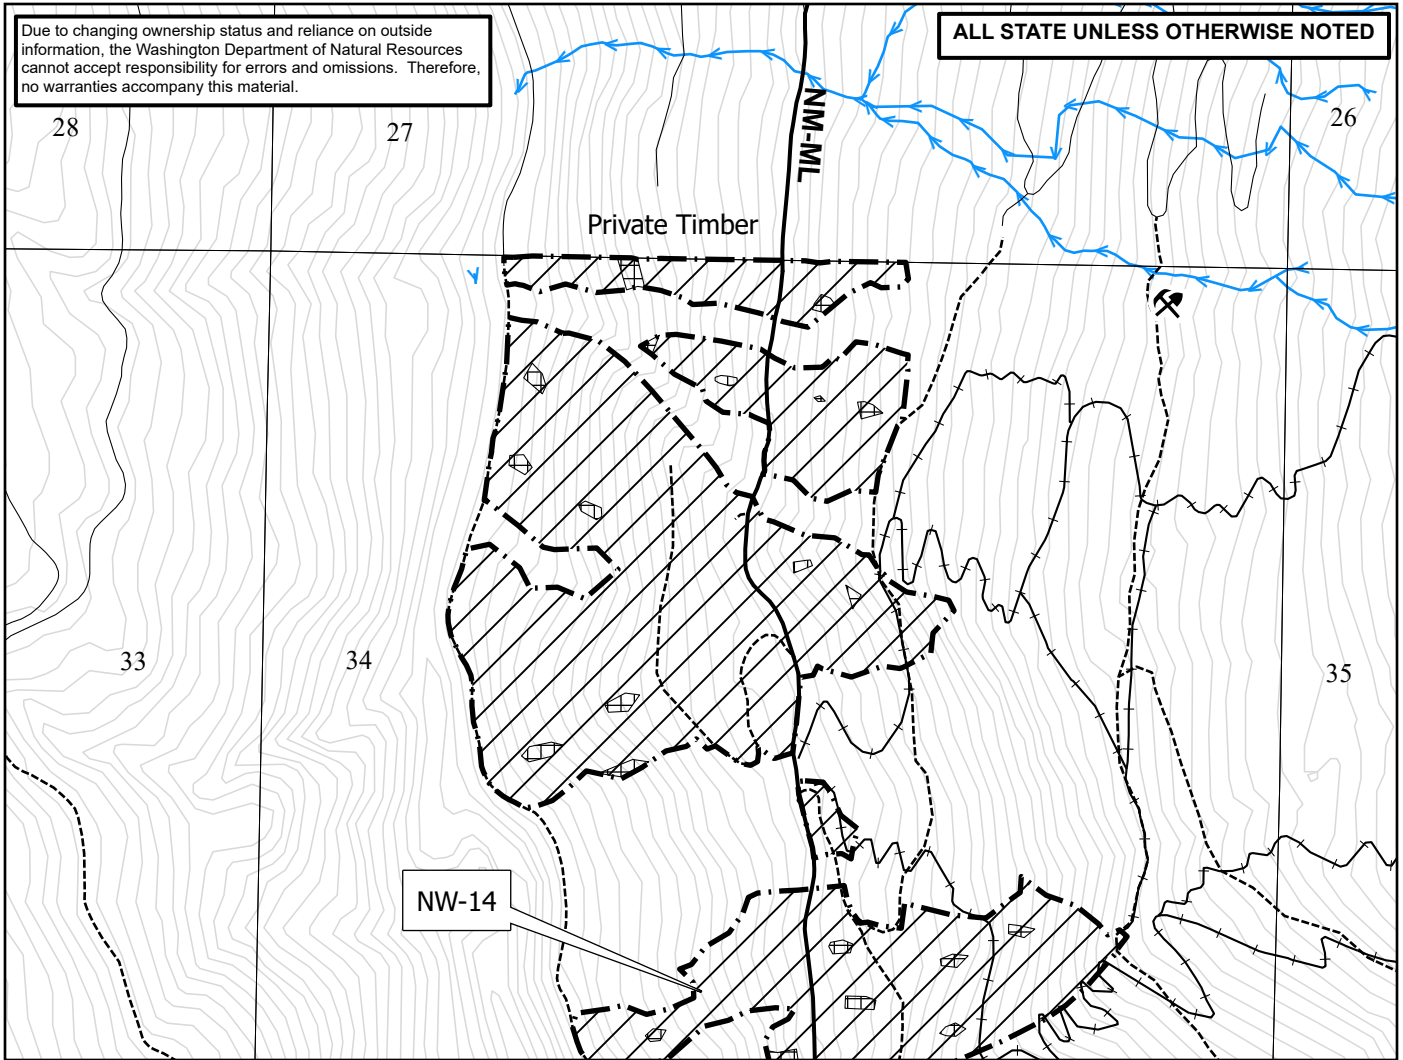 Due to changing ownership status and reliance on outside
information, the Washington Department of Natural Resources
cannot accept responsibility for errors and omissions. Therefore,
no warranties accompany this material.
ALL STATE UNLESS OTHERWISE NOTED
28
27
NM-ML
26
Private Timber
33
34
35
NW-14